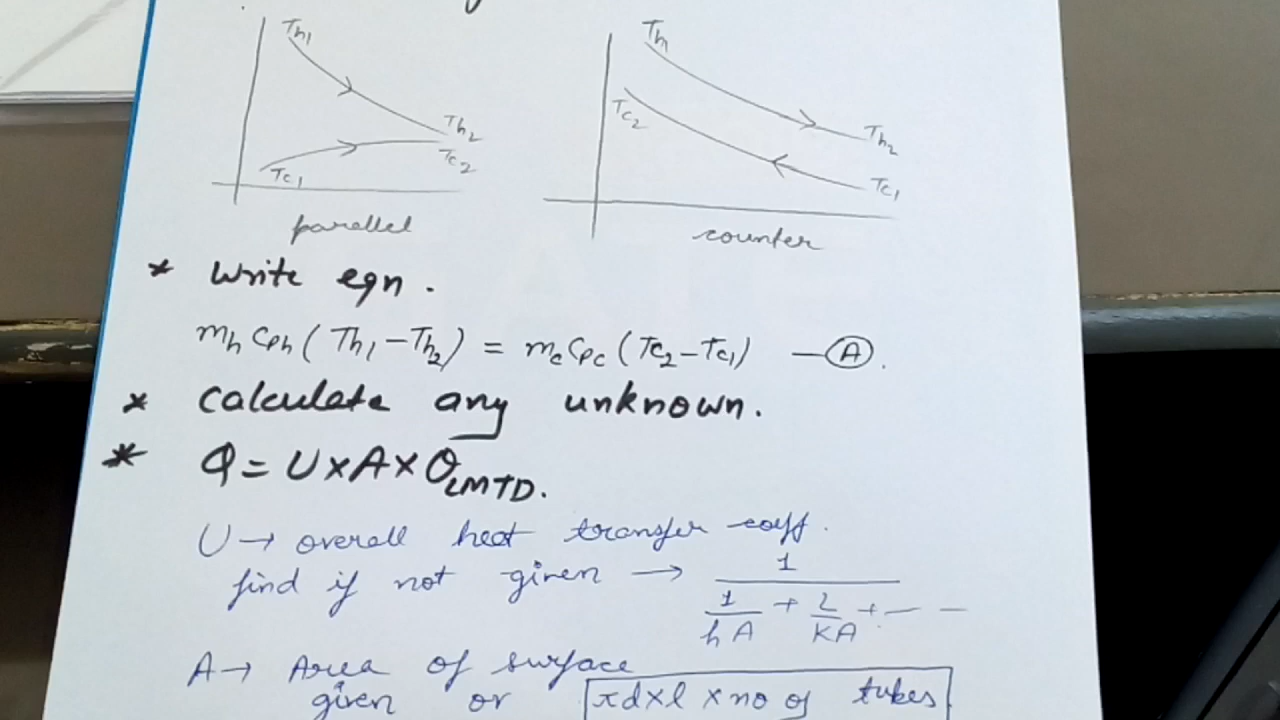 Th1
Th2
Tc2
Tc1
parallel
Th
Tc2
Th2
Tc1
counter
* Write eqn.
mh Cph (Th1 - Th2) = mc Cpc (Tc2 - Tc1) — (A).
* Calculate any unknown.
* Q = U x A x θLMTD.
U → overall heat transfer coeff.
find if not given → 1 / (1/hA + L/KA + - - -)
A → Area of surface
given or πd x l x no of tubes